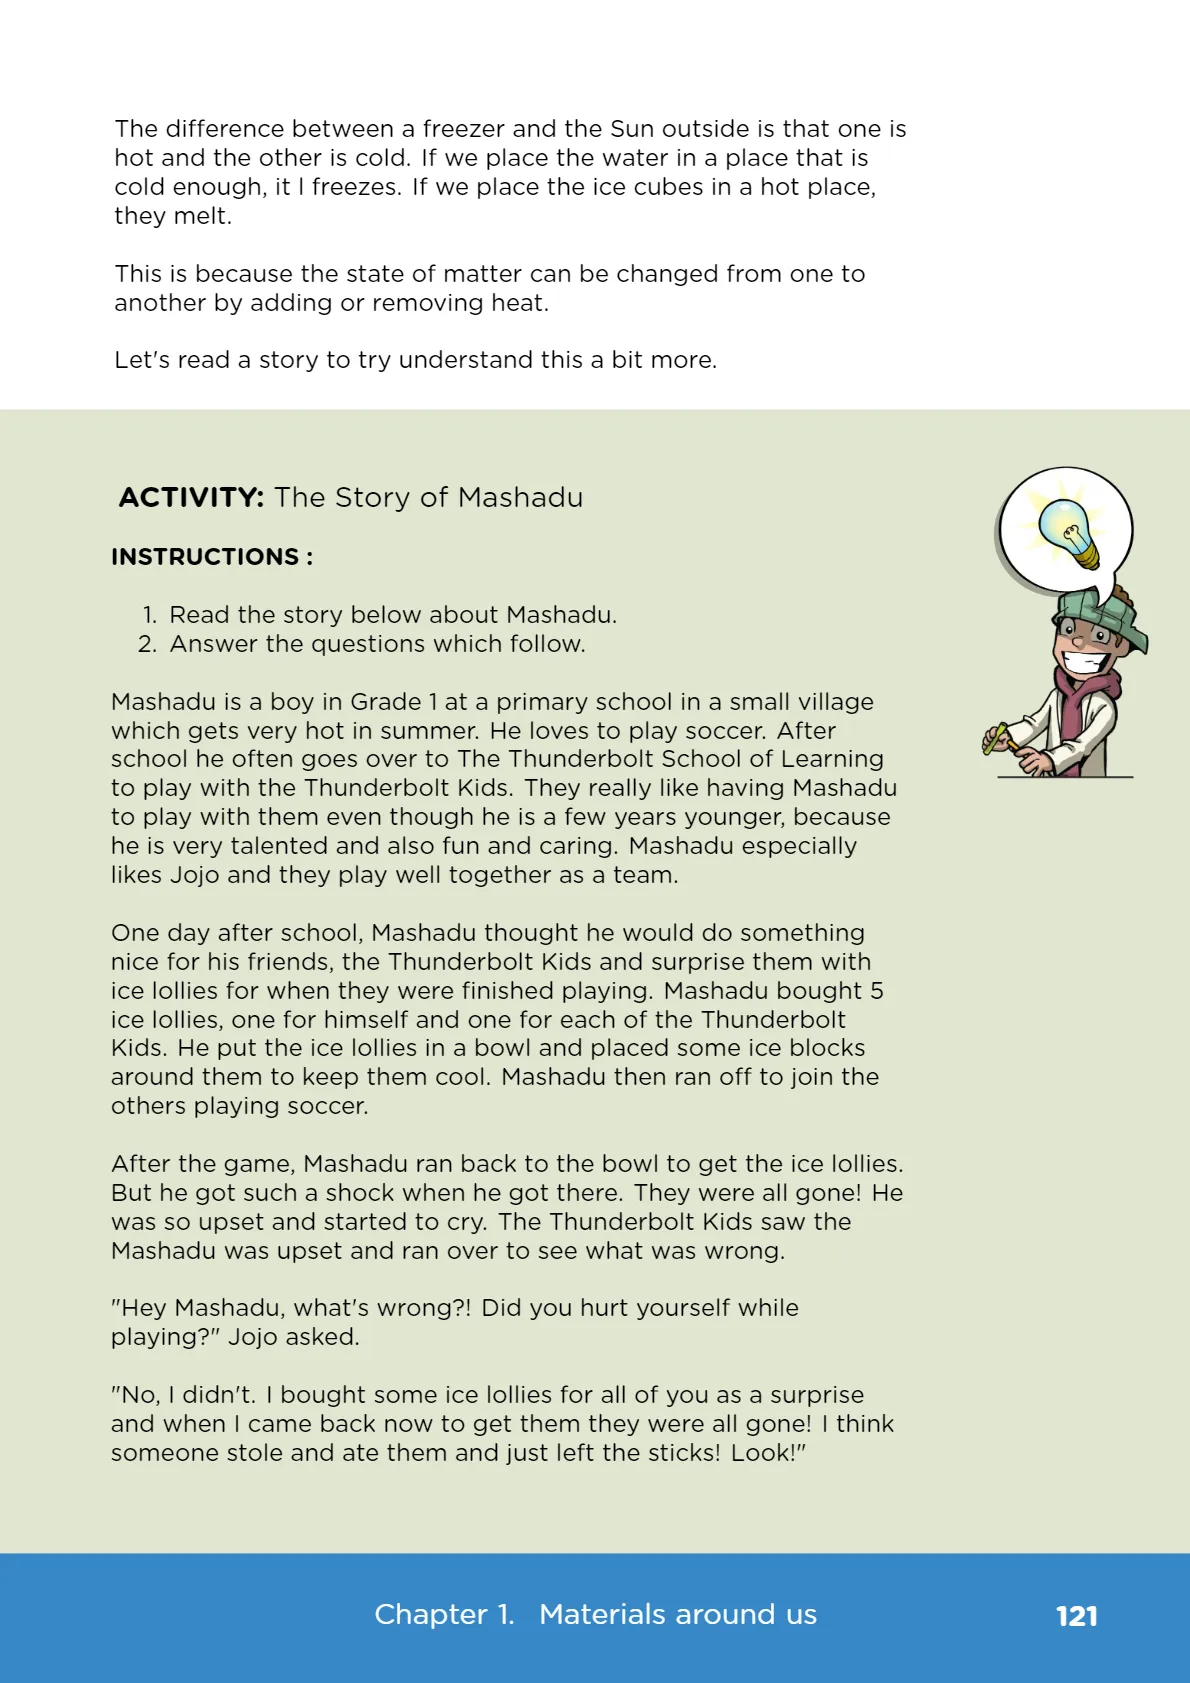 The difference between a freezer and the Sun outside is that one is
hot and the other is cold. If we place the water in a place that is
cold enough, it l freezes. If we place the ice cubes in a hot place,
they melt.
This is because the state of matter can be changed from one to
another by adding or removing heat.
Let's read a story to try understand this a bit more.
ACTIVITY: The Story of Mashadu
INSTRUCTIONS :
1. Read the story below about Mashadu.
2. Answer the questions which follow.
Mashadu is a boy in Grade 1 at a primary school in a small village
which gets very hot in summer. He loves to play soccer. After
school he often goes over to The Thunderbolt School of Learning
to play with the Thunderbolt Kids. They really like having Mashadu
to play with them even though he is a few years younger, because
he is very talented and also fun and caring. Mashadu especially
likes Jojo and they play well together as a team.
One day after school, Mashadu thought he would do something
nice for his friends, the Thunderbolt Kids and surprise them with
ice lollies for when they were finished playing. Mashadu bought 5
ice lollies, one for himself and one for each of the Thunderbolt
Kids. He put the ice lollies in a bowl and placed some ice blocks
around them to keep them cool. Mashadu then ran off to join the
others playing soccer.
After the game, Mashadu ran back to the bowl to get the ice lollies.
But he got such a shock when he got there. They were all gone! He
was so upset and started to cry. The Thunderbolt Kids saw the
Mashadu was upset and ran over to see what was wrong.
"Hey Mashadu, what's wrong?! Did you hurt yourself while
playing?" Jojo asked.
"No, I didn't. I bought some ice lollies for all of you as a surprise
and when I came back now to get them they were all gone! I think
someone stole and ate them and just left the sticks! Look!"
Chapter 1. Materials around us
121